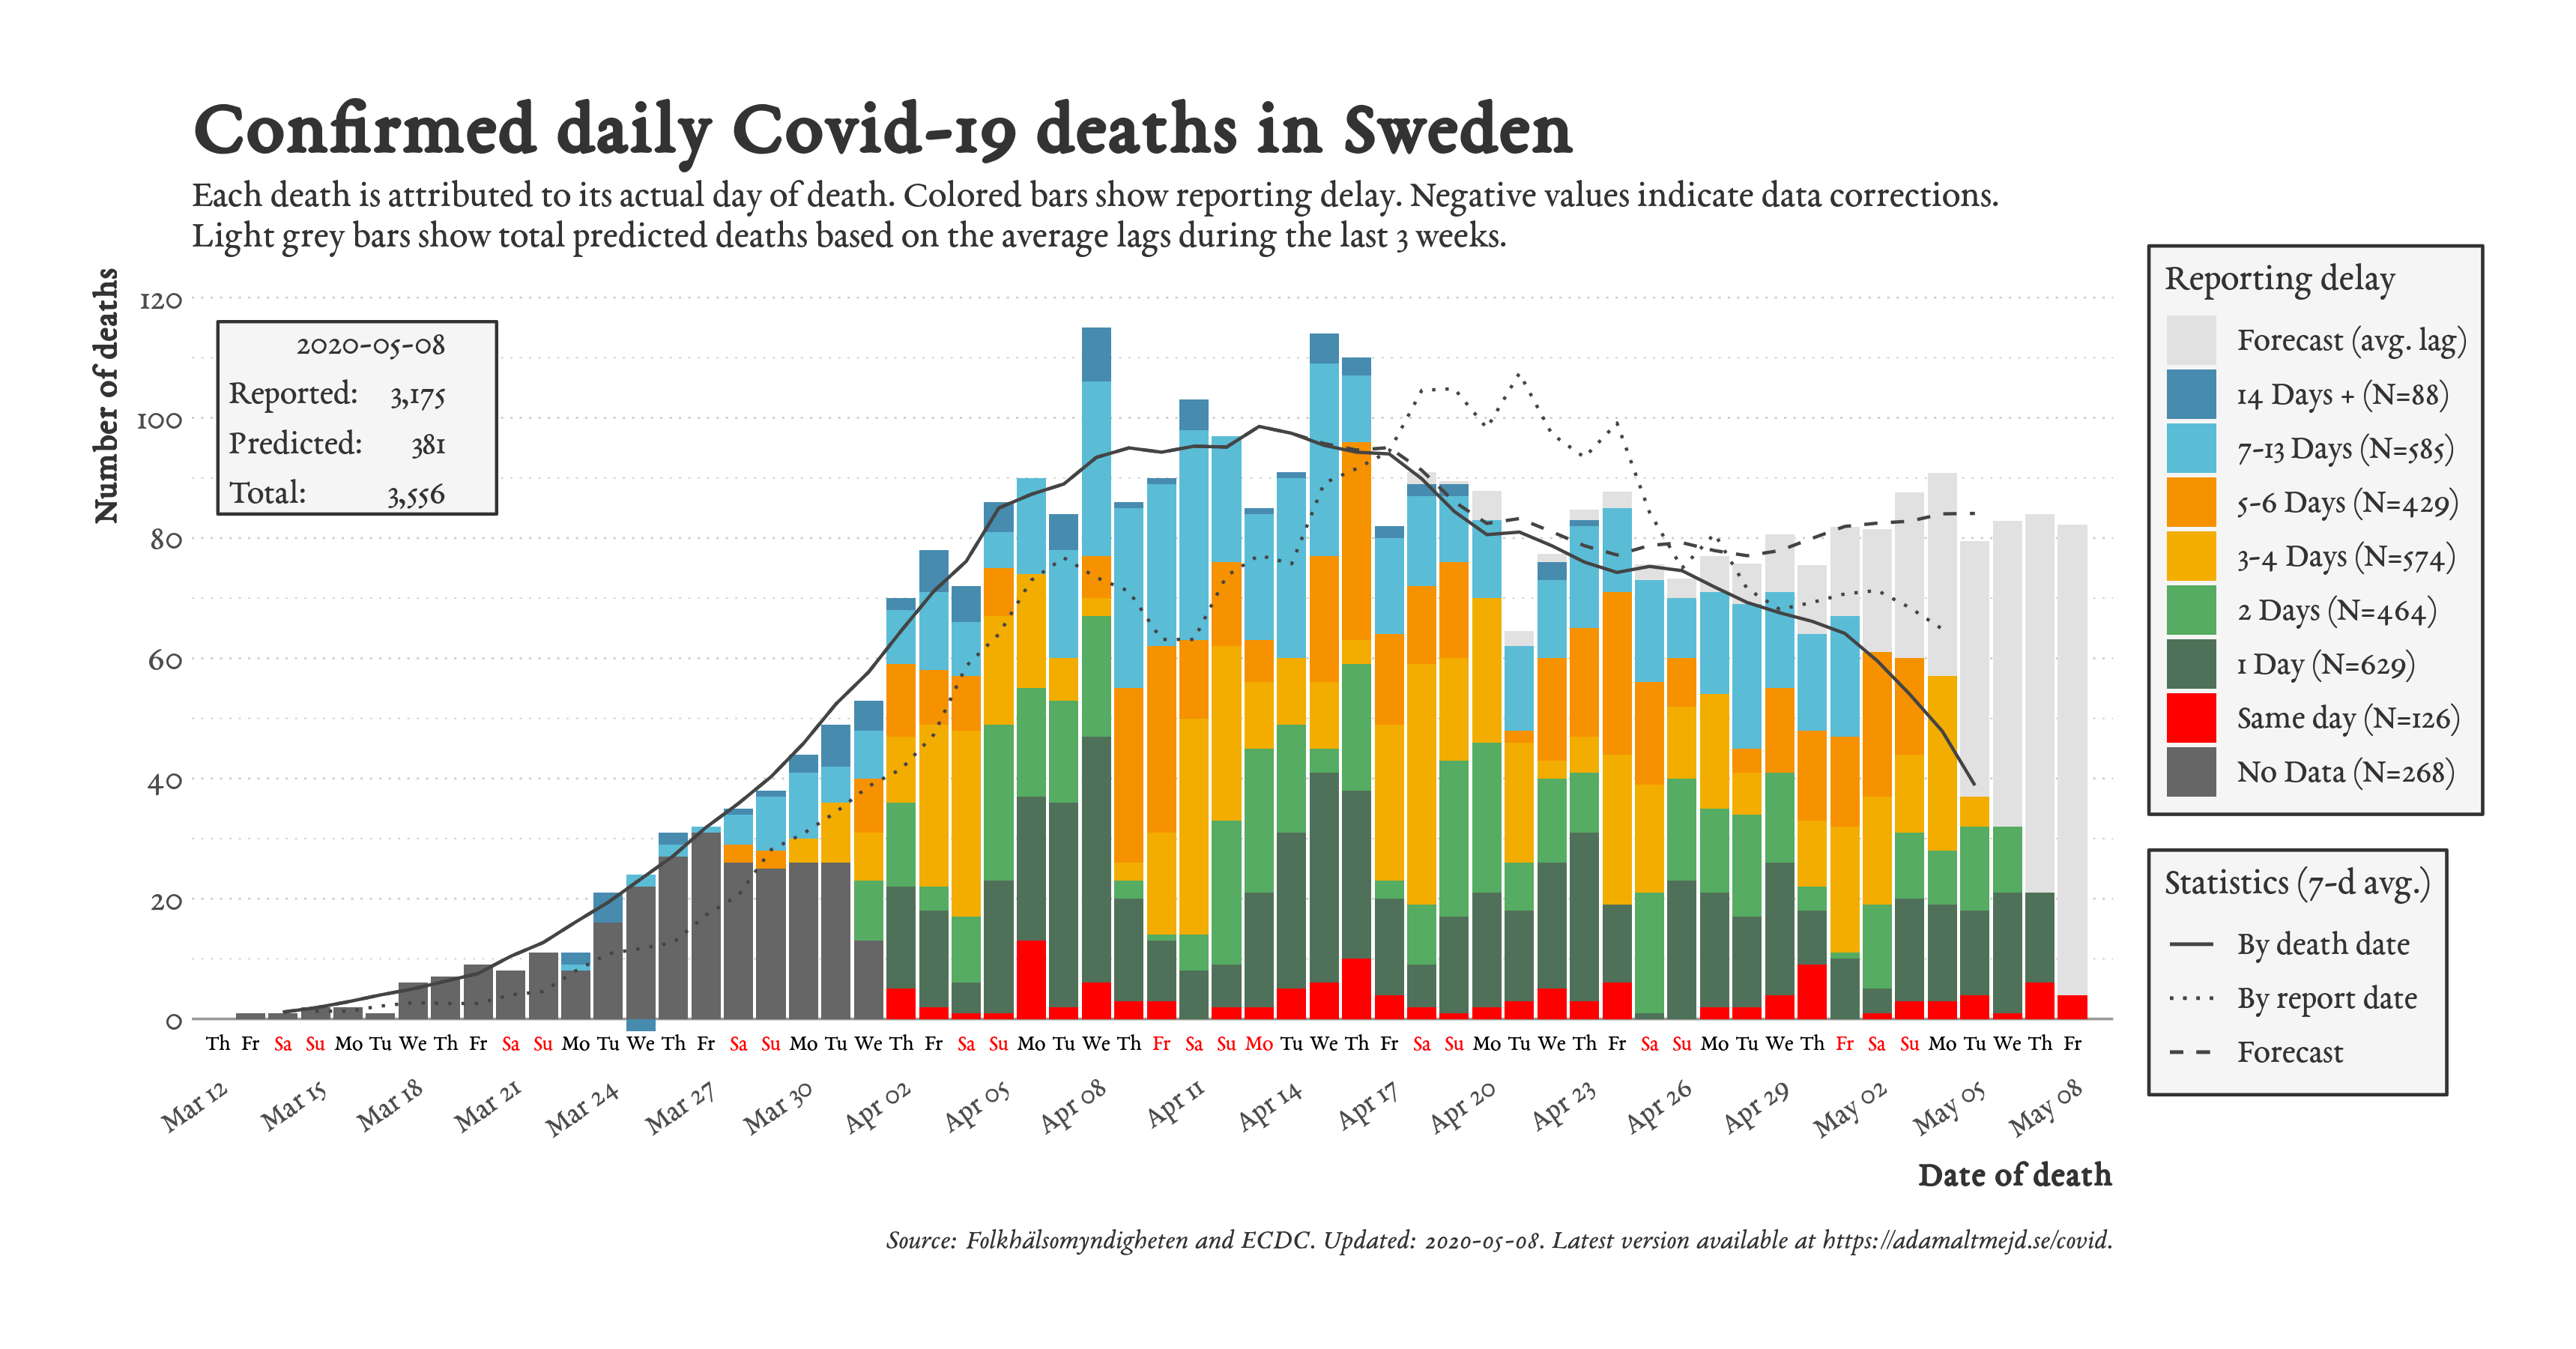 Confirmed daily Covid-19 deaths in Sweden
Each death is attributed to its actual day of death. Colored bars show reporting delay. Negative values indicate data corrections.
Light grey bars show total predicted deaths based on the average lags during the last 3 weeks.
Number of deaths
120
100
80
60
40
20
0
2020-05-08
Reported: 3,175
Predicted: 381
Total: 3,556
Th Fr Sa Su Mo Tu We Th Fr Sa Su Mo Tu We Th Fr Sa Su Mo Tu We Th Fr Sa Su Mo Tu We Th Fr Sa Su Mo Tu We Th Fr Sa Su Mo Tu We Th Fr Sa Su Mo Tu We Th Fr Sa Su Mo Tu We Th Fr
Mar 12 Mar 15 Mar 18 Mar 21 Mar 24 Mar 27 Mar 30 Apr 02 Apr 05 Apr 08 Apr 11 Apr 14 Apr 17 Apr 20 Apr 23 Apr 26 Apr 29 May 02 May 05 May 08
Date of death
Reporting delay
Forecast (avg. lag)
14 Days + (N=88)
7-13 Days (N=585)
5-6 Days (N=429)
3-4 Days (N=574)
2 Days (N=464)
1 Day (N=629)
Same day (N=126)
No Data (N=268)
Statistics (7-d avg.)
By death date
By report date
Forecast
Source: Folkhälsomyndigheten and ECDC. Updated: 2020-05-08. Latest version available at https://adamaltmejd.se/covid.